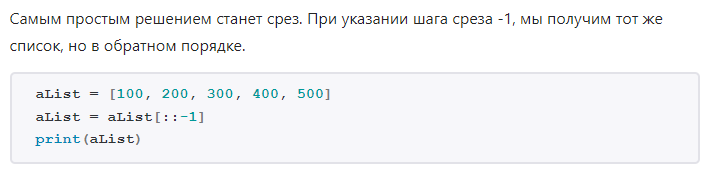 Самым простым решением станет срез. При указании шага среза -1, мы получим тот же
список, но в обратном порядке.
aList = [100, 200, 300, 400, 500]
aList = aList[::-1]
print(aList)